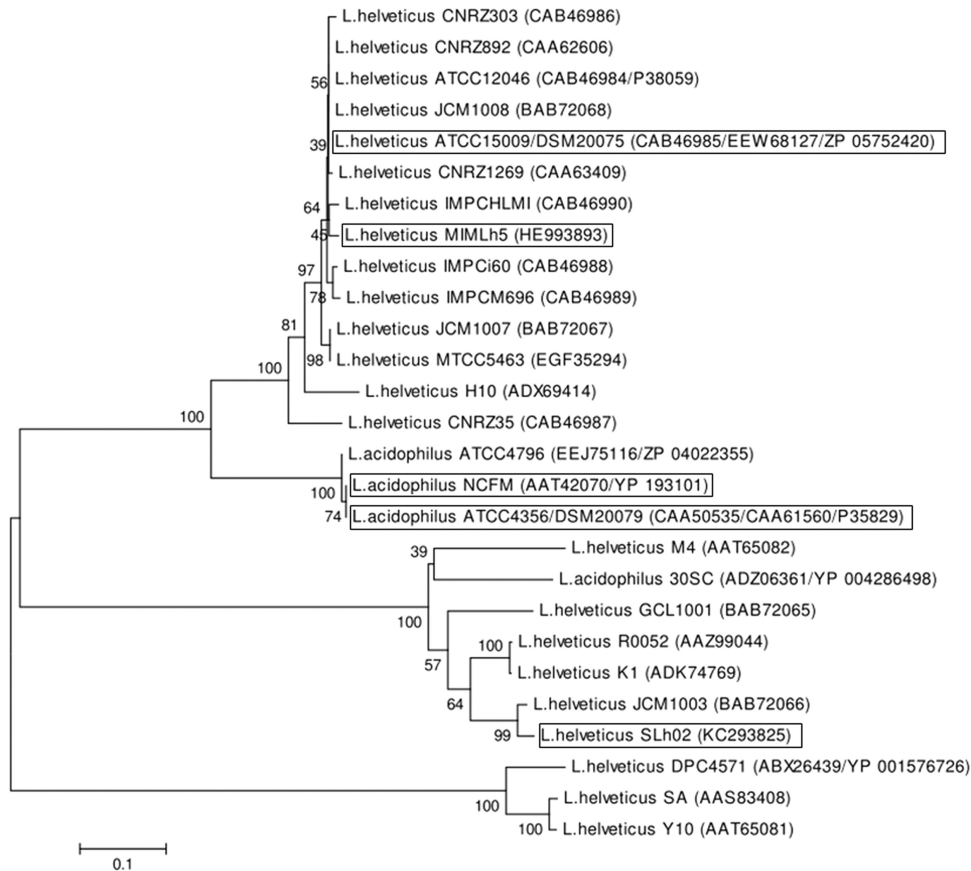 L.helveticus CNRZ303 (CAB46986)
L.helveticus CNRZ892 (CAA62606)
56
L.helveticus ATCC12046 (CAB46984/P38059)
L.helveticus JCM1008 (BAB72068)
39
L.helveticus ATCC15009/DSM20075 (CAB46985/EEW68127/ZP 05752420)
L.helveticus CNRZ1269 (CAA63409)
64
L.helveticus IMPCHLMI (CAB46990)
45
L.helveticus MIMLh5 (HE993893)
97
L.helveticus IMPCi60 (CAB46988)
78
L.helveticus IMPCM696 (CAB46989)
81
L.helveticus JCM1007 (BAB72067)
98
L.helveticus MTCC5463 (EGF35294)
100
L.helveticus H10 (ADX69414)
100
L.helveticus CNRZ35 (CAB46987)
L.acidophilus ATCC4796 (EEJ75116/ZP 04022355)
100
L.acidophilus NCFM (AAT42070/YP 193101)
74
L.acidophilus ATCC4356/DSM20079 (CAA50535/CAA61560/P35829)
39
L.helveticus M4 (AAT65082)
L.acidophilus 30SC (ADZ06361/YP 004286498)
100
L.helveticus GCL1001 (BAB72065)
100
L.helveticus R0052 (AAZ99044)
57
L.helveticus K1 (ADK74769)
64
L.helveticus JCM1003 (BAB72066)
99
L.helveticus SLh02 (KC293825)
L.helveticus DPC4571 (ABX26439/YP 001576726)
100
L.helveticus SA (AAS83408)
100
L.helveticus Y10 (AAT65081)
0.1